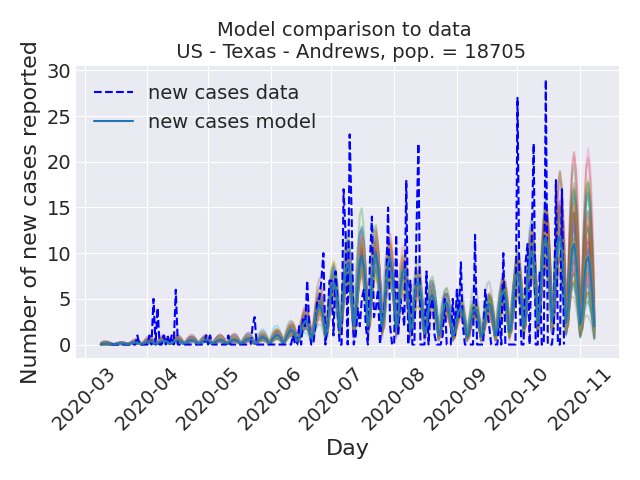 Model comparison to data
US - Texas - Andrews, pop. = 18705
Number of new cases reported
30
25
20
15
10
5
0
new cases data
new cases model
2020-03
2020-04
2020-05
2020-06
2020-07
2020-08
2020-09
2020-10
2020-11
Day